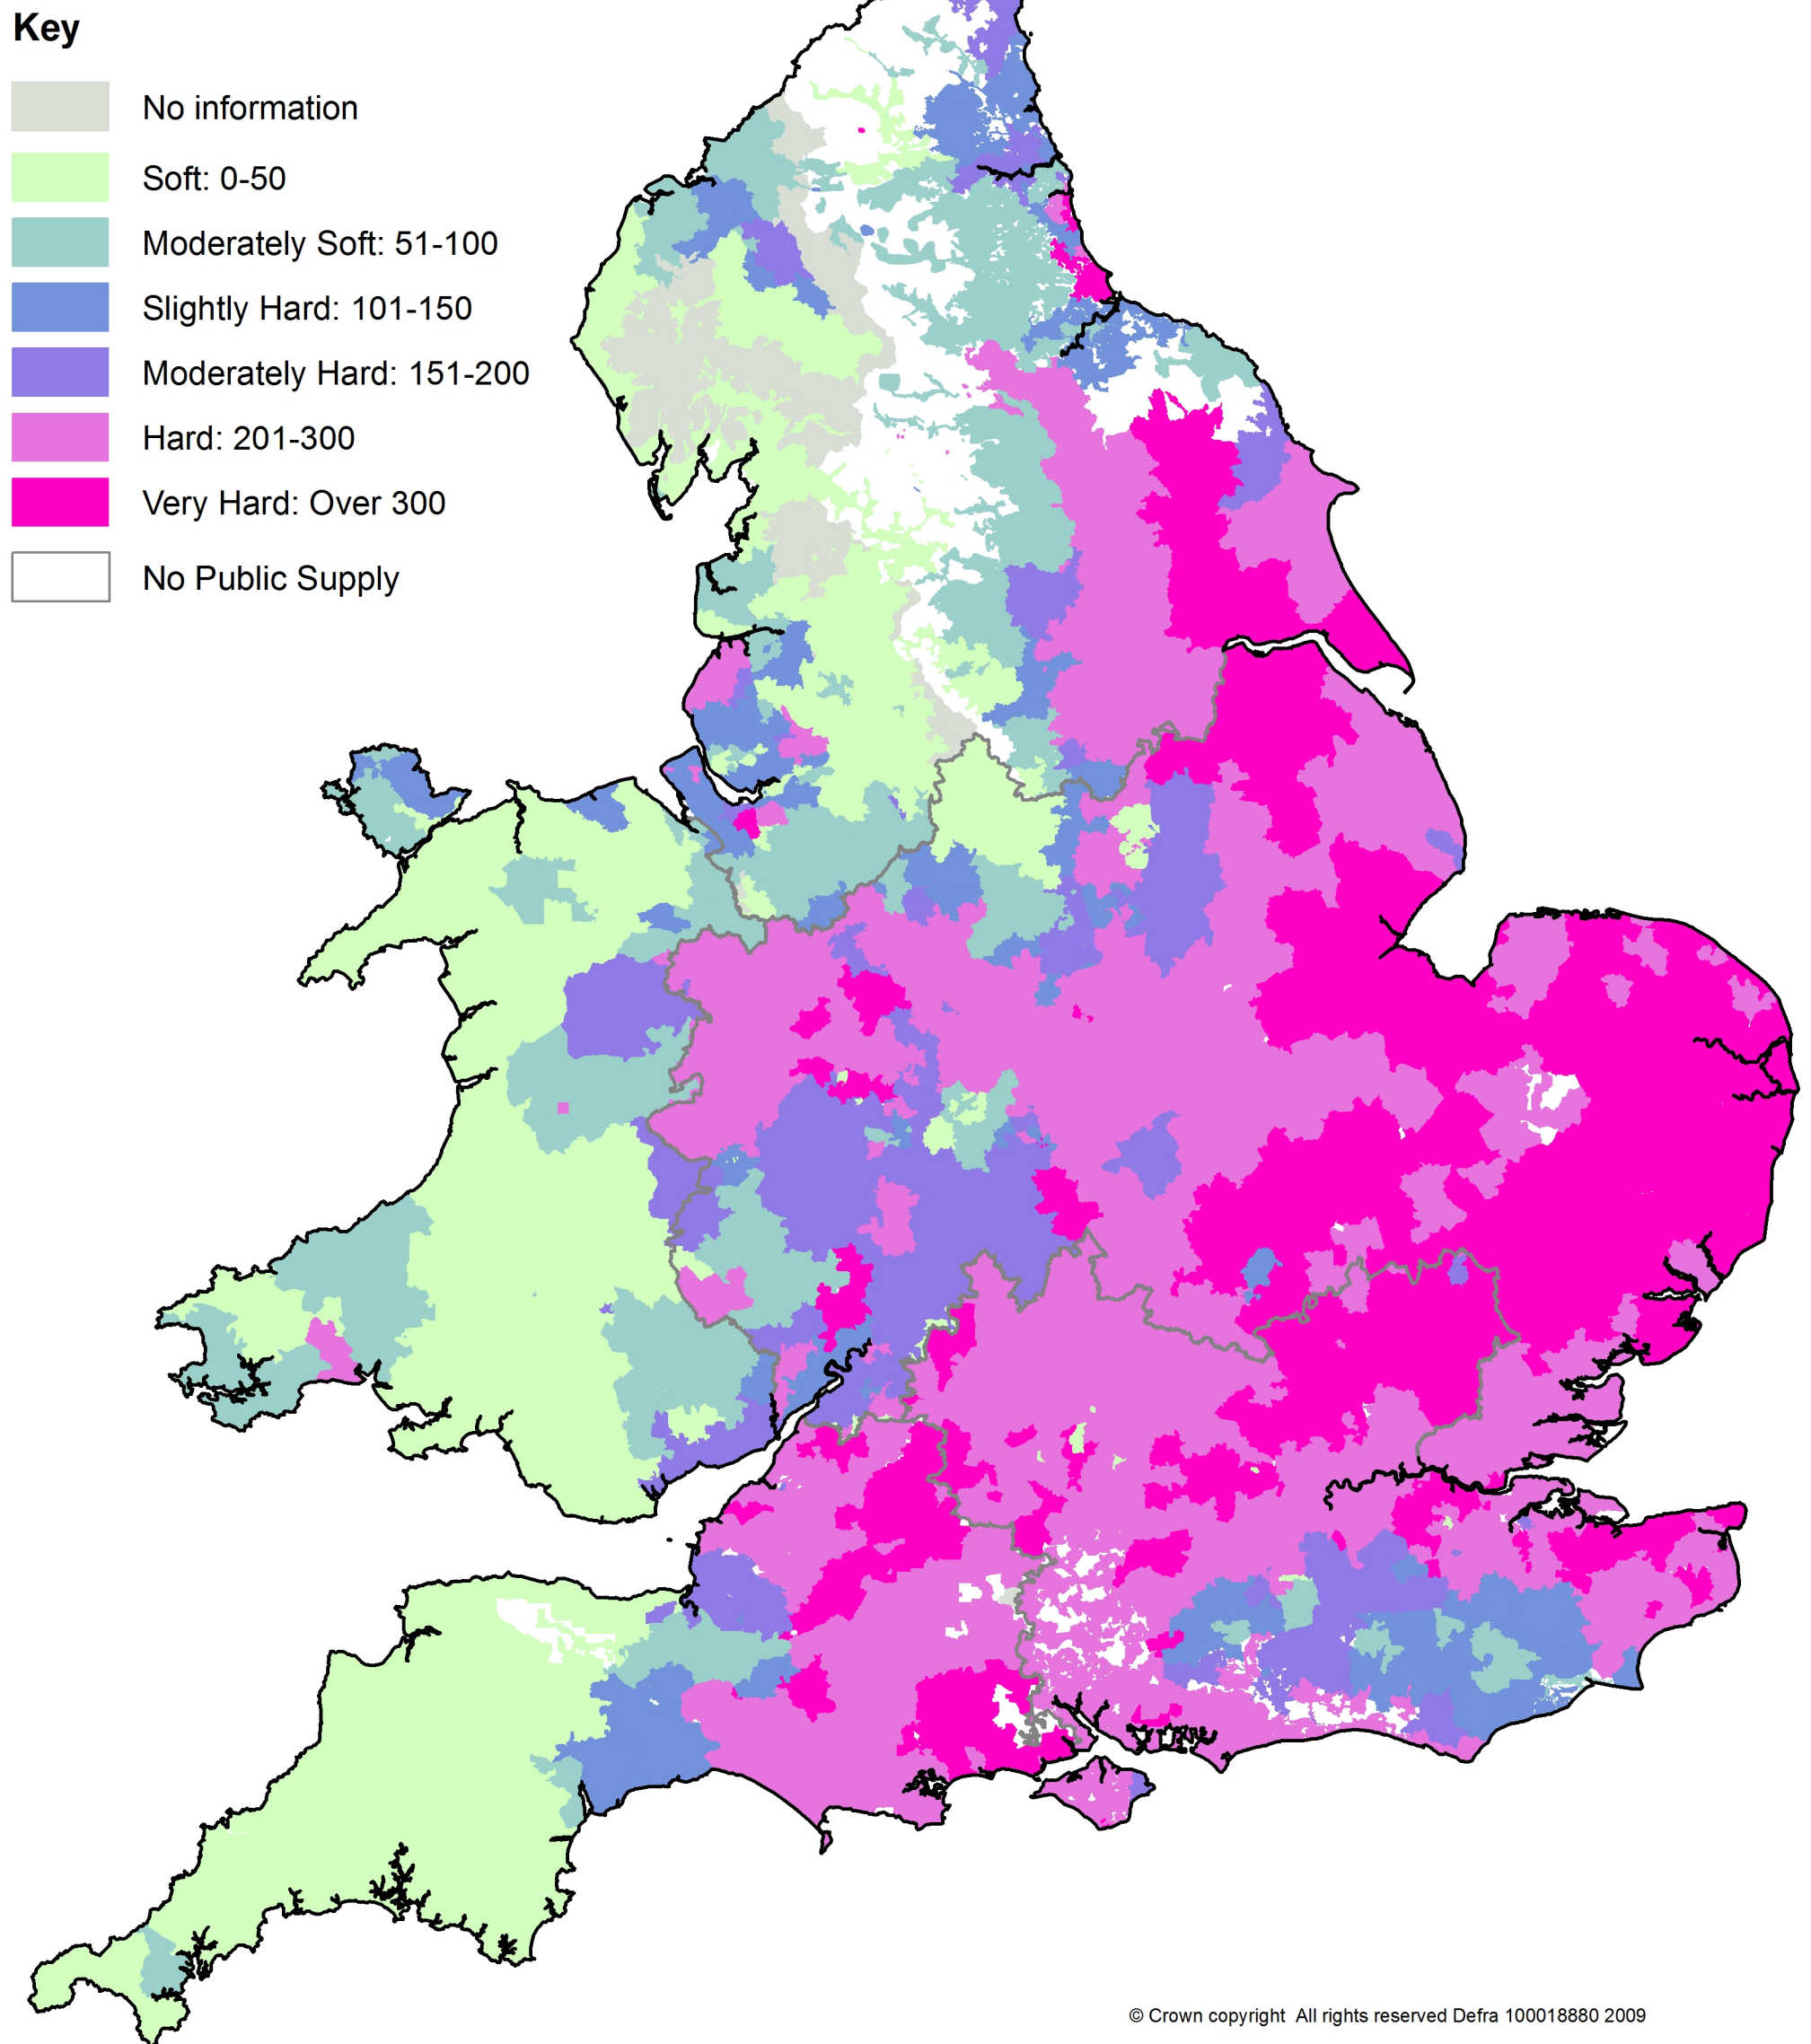 Key
No information
Soft: 0-50
Moderately Soft: 51-100
Slightly Hard: 101-150
Moderately Hard: 151-200
Hard: 201-300
Very Hard: Over 300
No Public Supply
© Crown copyright  All rights reserved Defra 100018880 2009